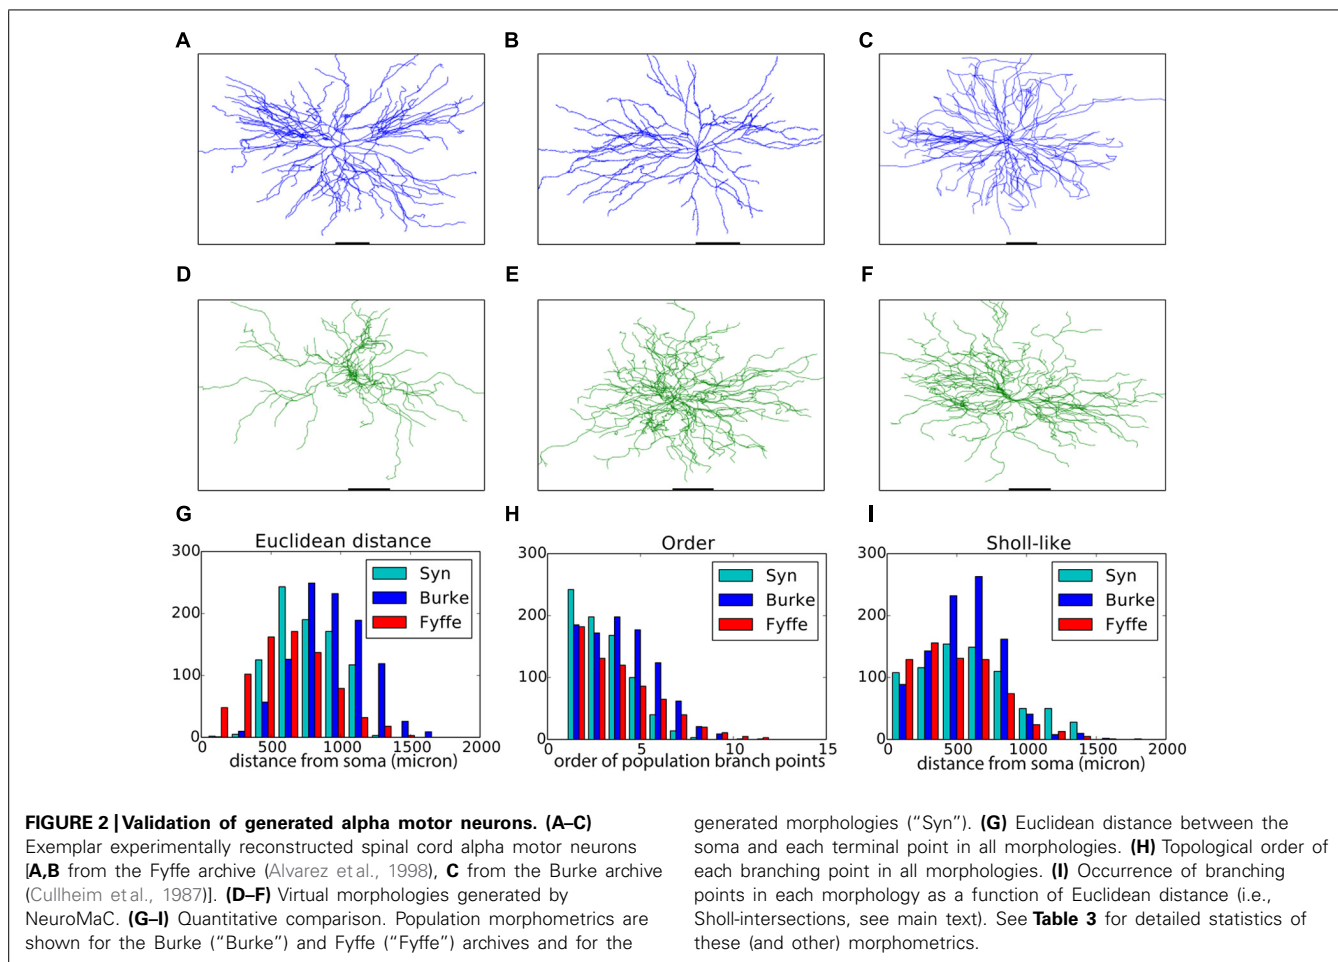 A
B
C
D
E
F
G
H
I
Euclidean distance
300
200
100
0
0
500
1000
1500
2000
distance from soma (micron)
Syn
Burke
Fyffe
Order
300
200
100
0
0
5
10
15
order of population branch points
Syn
Burke
Fyffe
Sholl-like
300
200
100
0
0
500
1000
1500
2000
distance from soma (micron)
Syn
Burke
Fyffe
FIGURE 2 | Validation of generated alpha motor neurons. (A–C)
Exemplar experimentally reconstructed spinal cord alpha motor neurons
[A,B from the Fyffe archive (Alvarez et al., 1998), C from the Burke archive
(Cullheim et al., 1987)]. (D–F) Virtual morphologies generated by
NeuroMaC. (G–I) Quantitative comparison. Population morphometrics are
shown for the Burke (“Burke”) and Fyffe (“Fyffe”) archives and for the
generated morphologies (“Syn”). (G) Euclidean distance between the
soma and each terminal point in all morphologies. (H) Topological order of
each branching point in all morphologies. (I) Occurrence of branching
points in each morphology as a function of Euclidean distance (i.e.,
Sholl-intersections, see main text). See Table 3 for detailed statistics of
these (and other) morphometrics.